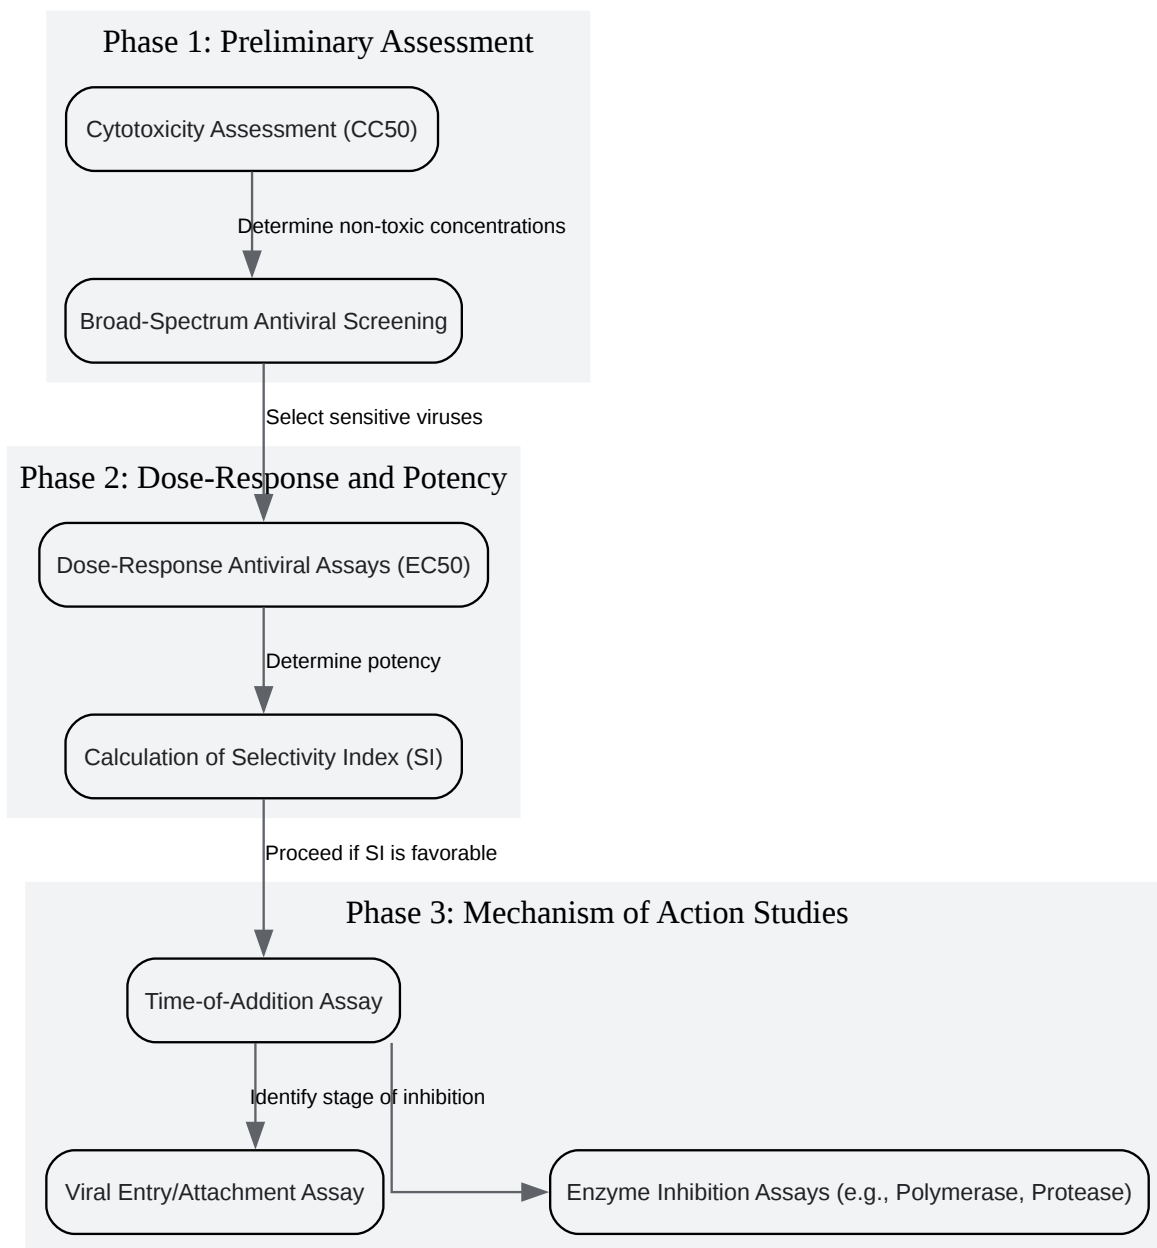 Phase 1: Preliminary Assessment
Cytotoxicity Assessment (CC50)
Determine non-toxic concentrations
Broad-Spectrum Antiviral Screening
Select sensitive viruses
Phase 2: Dose-Response and Potency
Dose-Response Antiviral Assays (EC50)
Determine potency
Calculation of Selectivity Index (SI)
Proceed if SI is favorable
Phase 3: Mechanism of Action Studies
Time-of-Addition Assay
Identify stage of inhibition
Viral Entry/Attachment Assay
Enzyme Inhibition Assays (e.g., Polymerase, Protease)